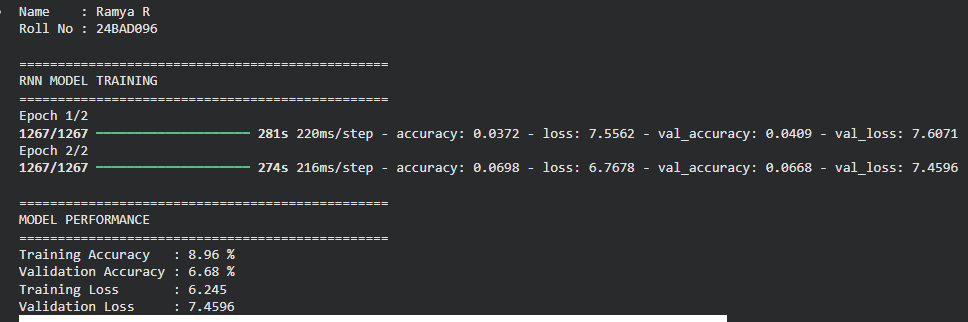 Name    : Ramya R
Roll No : 24BAD096
================================================
RNN MODEL TRAINING
================================================
Epoch 1/2
1267/1267 ━━━━━━━━━━━━━━━━━━━━ 281s 220ms/step - accuracy: 0.0372 - loss: 7.5562 - val_accuracy: 0.0409 - val_loss: 7.6071
Epoch 2/2
1267/1267 ━━━━━━━━━━━━━━━━━━━━ 274s 216ms/step - accuracy: 0.0698 - loss: 6.7678 - val_accuracy: 0.0668 - val_loss: 7.4596
================================================
MODEL PERFORMANCE
================================================
Training Accuracy   : 8.96 %
Validation Accuracy : 6.68 %
Training Loss       : 6.245
Validation Loss     : 7.4596